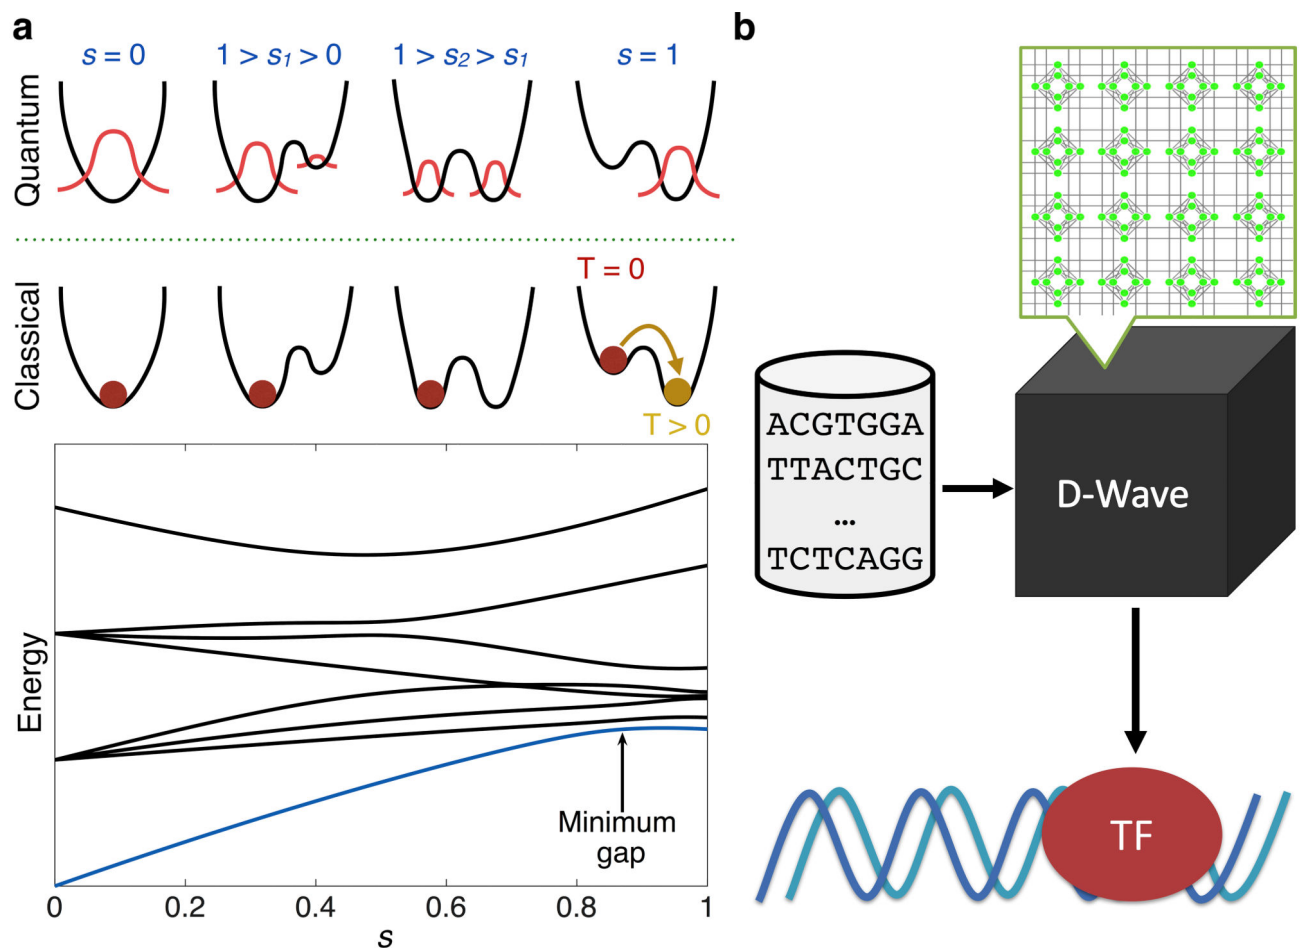 a
s = 0
1 > s1 > 0
1 > s2 > s1
s = 1
Quantum
Classical
T = 0
T > 0
Energy
Minimum
gap
0
0.2
0.4
0.6
0.8
1
s
b
ACGTGGA
TTACTGC
...
TCTCAGG
D-Wave
TF